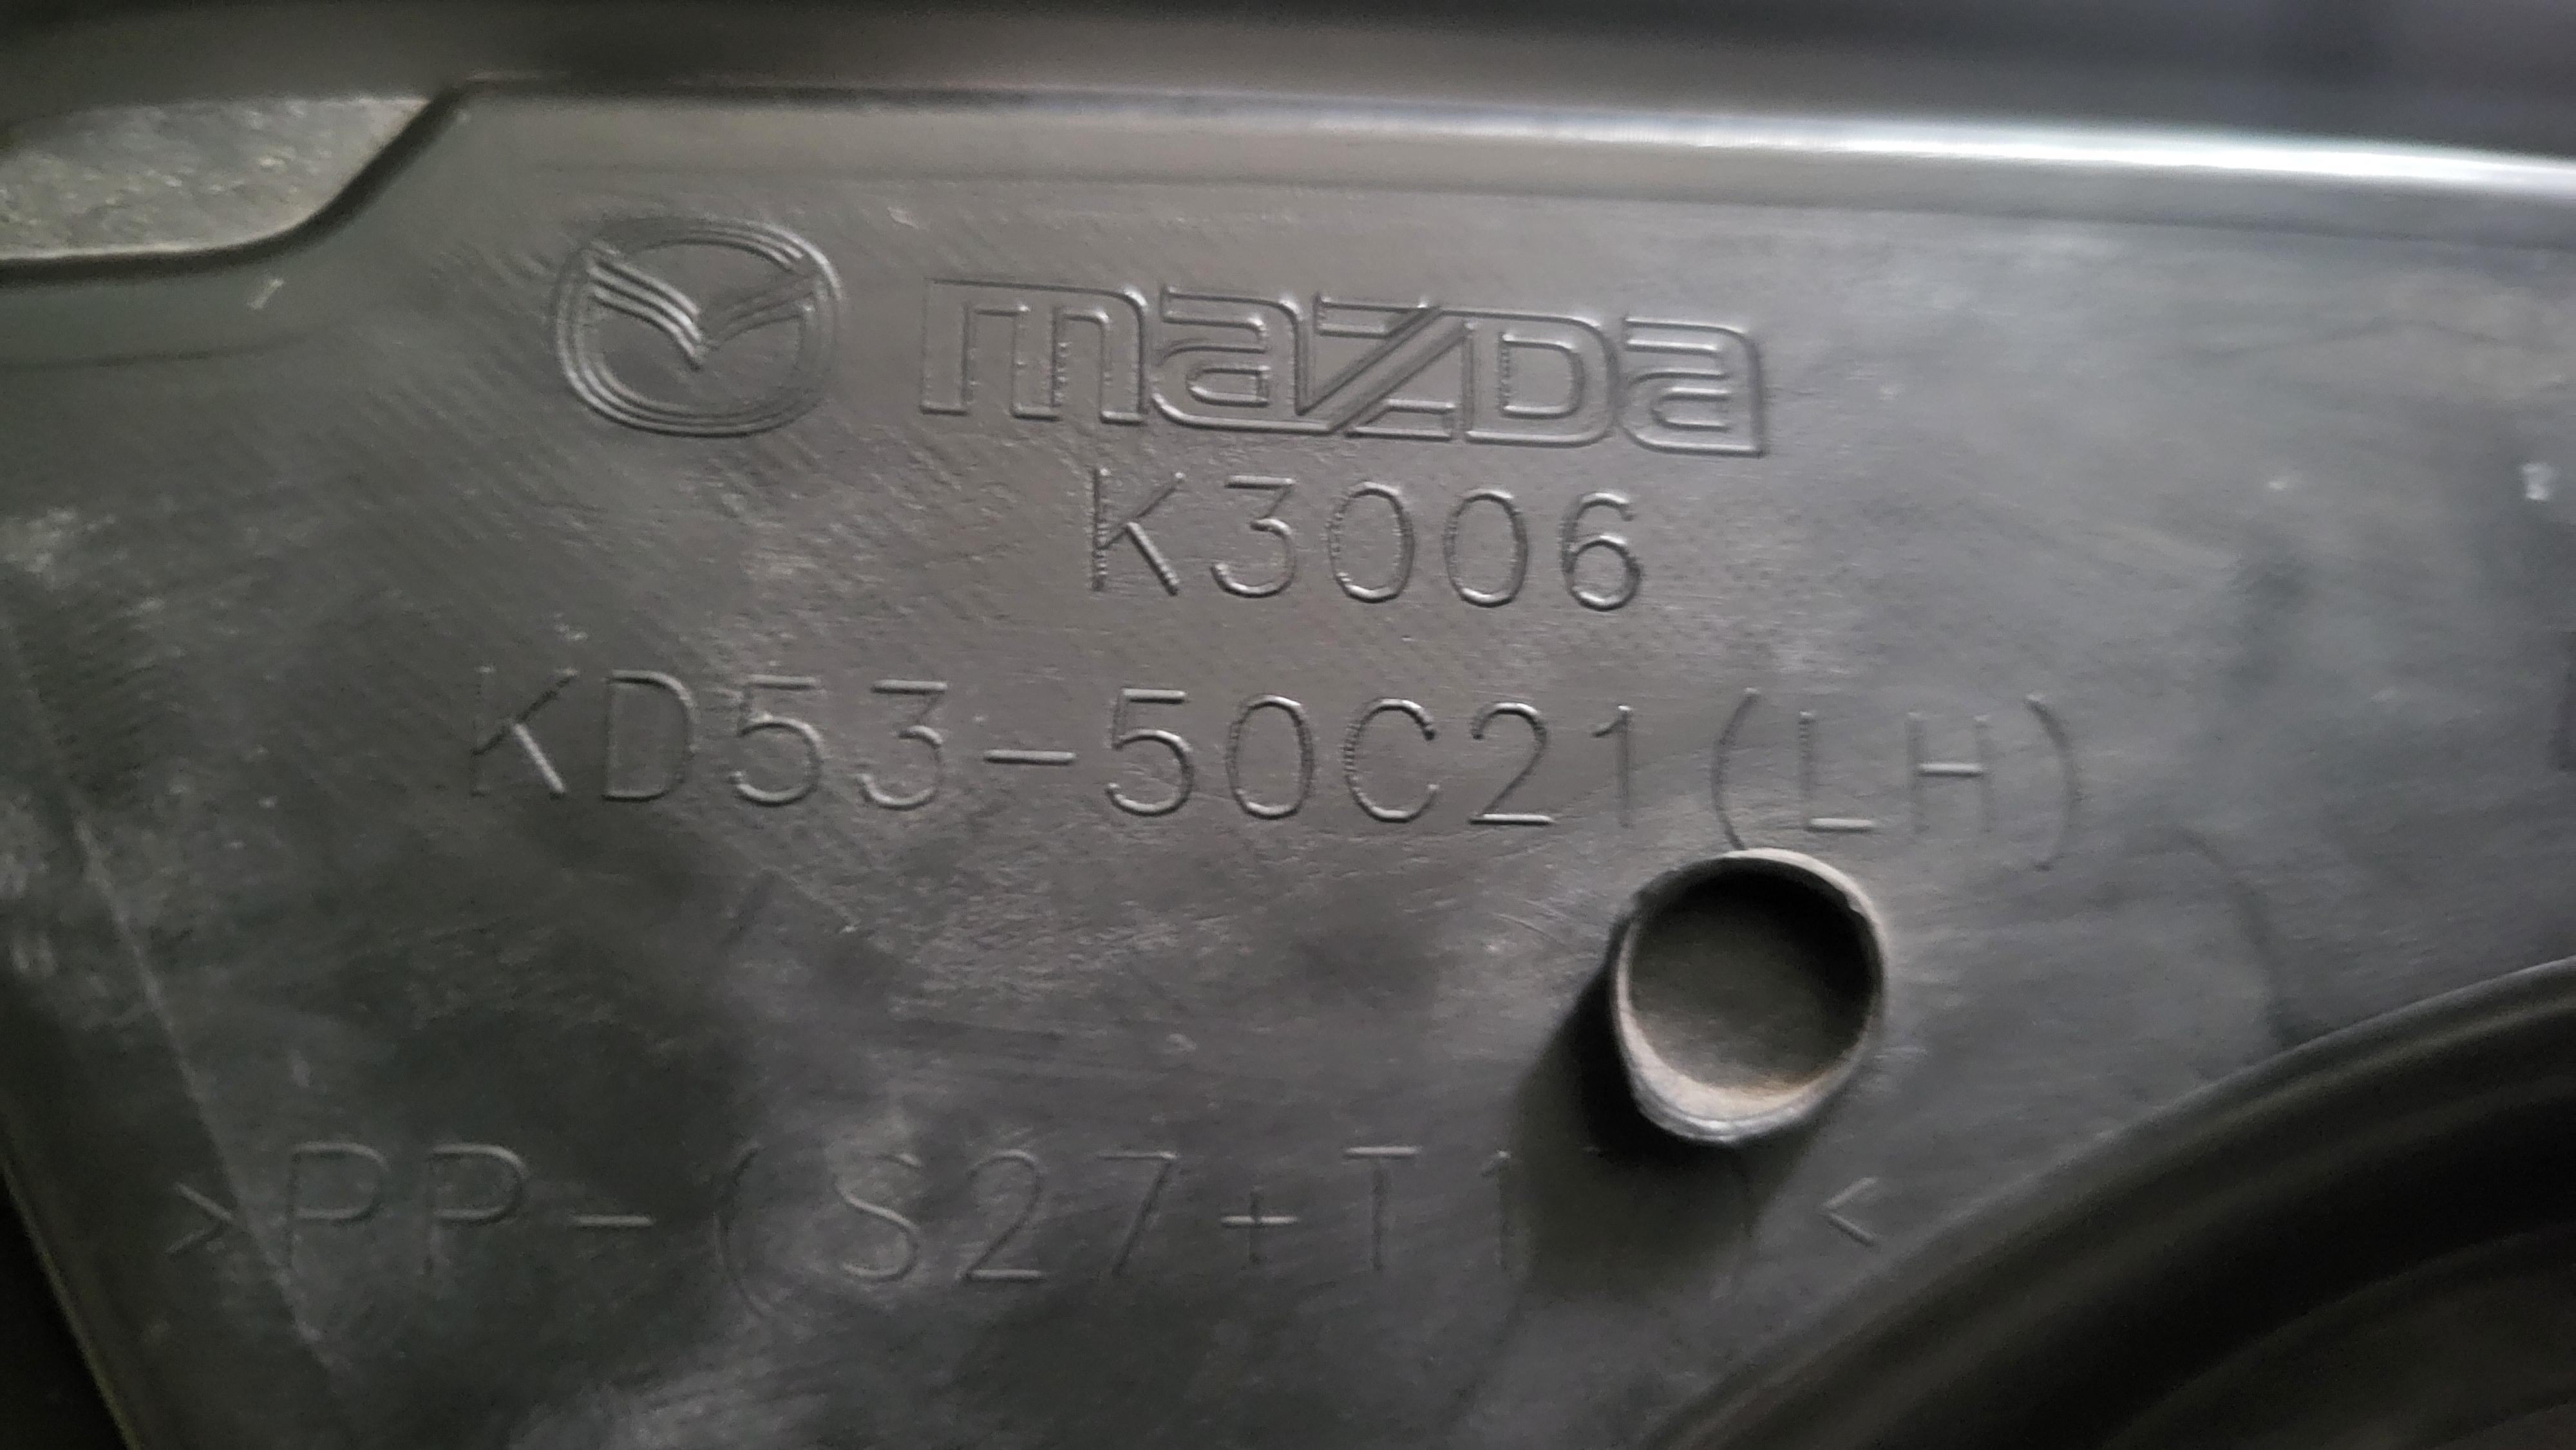 mazda
K3006
KD53-50C21(LH)
>PP-(S27+T1 <